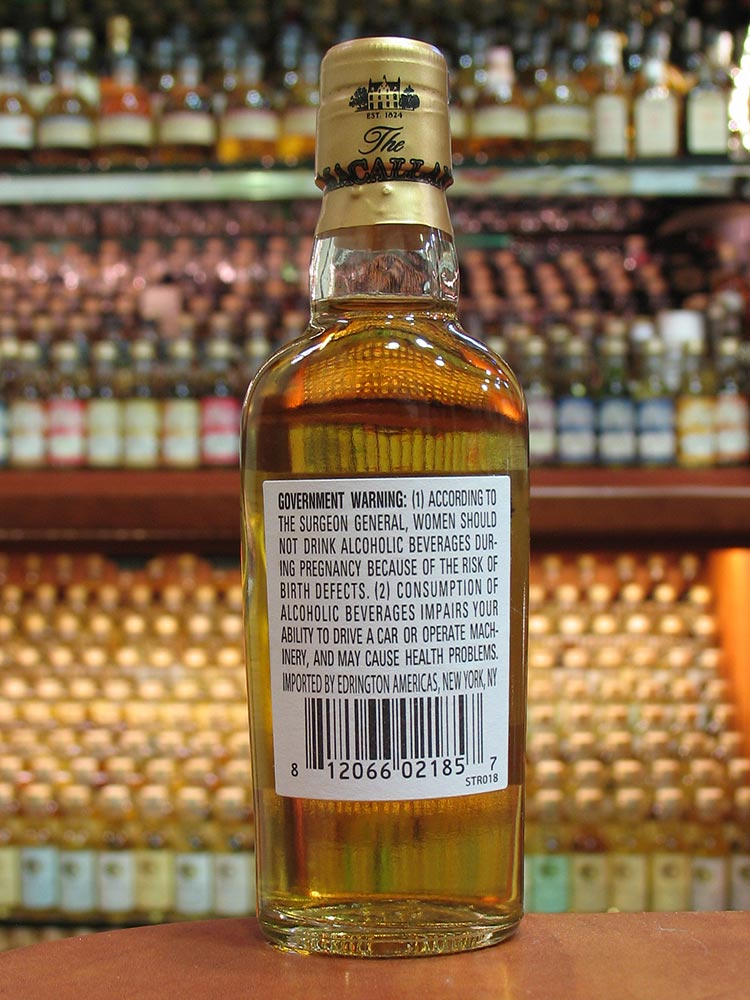 EST. 1824
The
MACALLAN
GOVERNMENT WARNING: (1) ACCORDING TO
THE SURGEON GENERAL, WOMEN SHOULD
NOT DRINK ALCOHOLIC BEVERAGES DUR-
ING PREGNANCY BECAUSE OF THE RISK OF
BIRTH DEFECTS. (2) CONSUMPTION OF
ALCOHOLIC BEVERAGES IMPAIRS YOUR
ABILITY TO DRIVE A CAR OR OPERATE MACH-
INERY, AND MAY CAUSE HEALTH PROBLEMS.
IMPORTED BY EDRINGTON AMERICAS, NEW YORK, NY
8 12066 02185 7
STR018